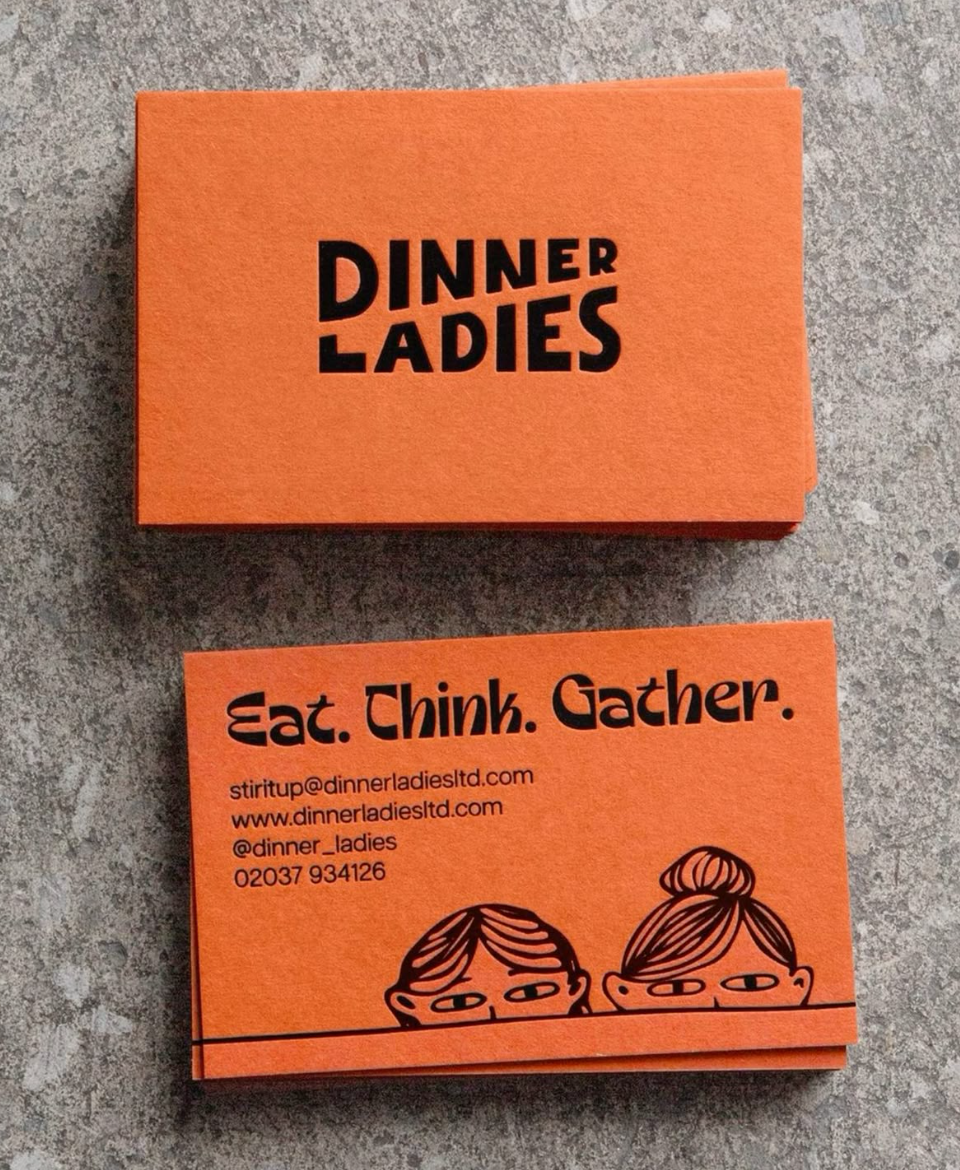 DINNER
LADIES
Eat. Think. Gather.
stiritup@dinnerladiesltd.com
www.dinnerladiesltd.com
@dinner_ladies
02037 934126